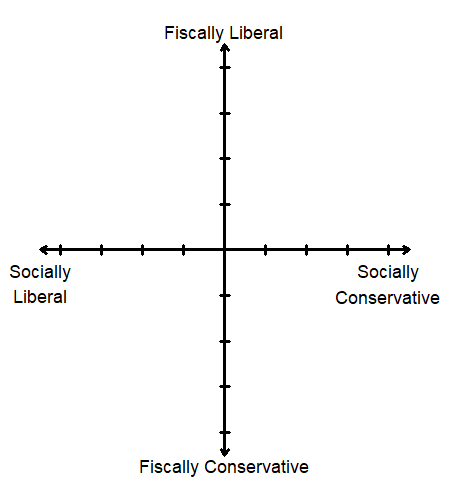 Fiscally Liberal
Socially
Liberal
Socially
Conservative
Fiscally Conservative